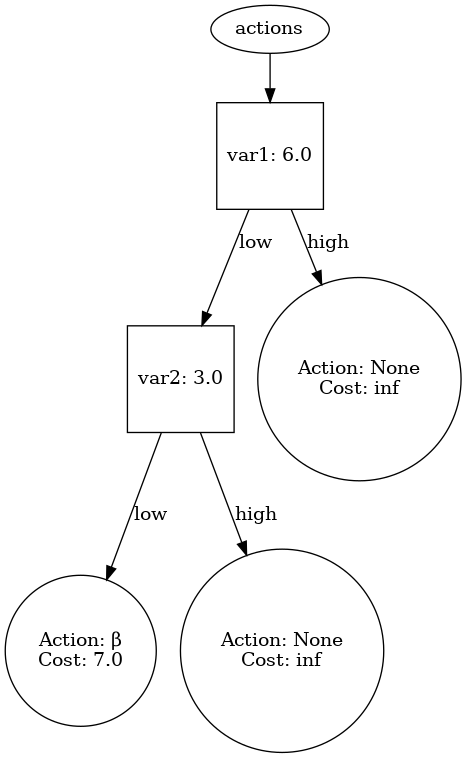 actions
var1: 6.0
low
high
var2: 3.0
Action: None
Cost: inf
low
high
Action: β
Cost: 7.0
Action: None
Cost: inf